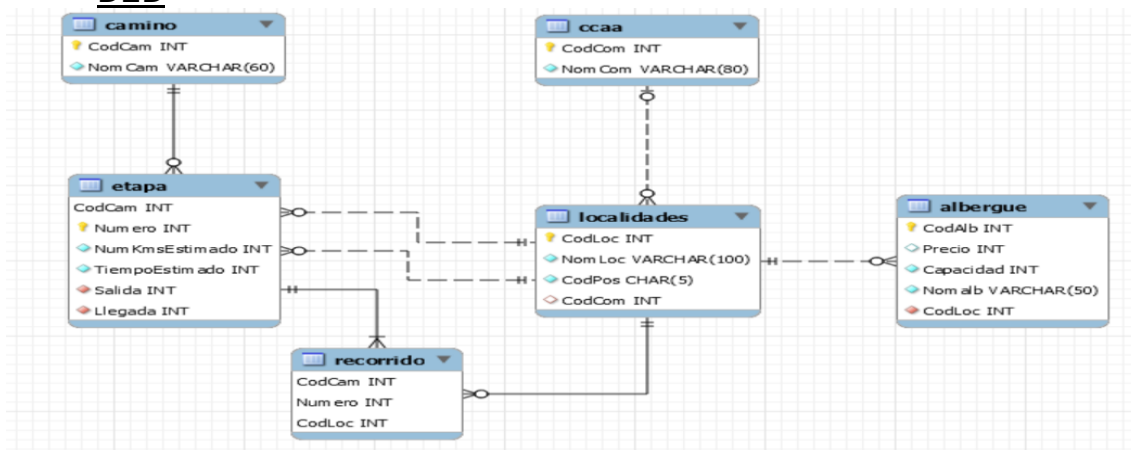 camino
CodCam INT
NomCam VARCHAR(60)
ccaa
CodCom INT
NomCom VARCHAR(80)
etapa
CodCam INT
Numero INT
NumKmsEstimado INT
TiempoEstimado INT
Salida INT
Llegada INT
localidades
CodLoc INT
NomLoc VARCHAR(100)
CodPos CHAR(5)
CodCom INT
albergue
CodAlb INT
Precio INT
Capacidad INT
Nomalb VARCHAR(50)
CodLoc INT
recorrido
CodCam INT
Numero INT
CodLoc INT